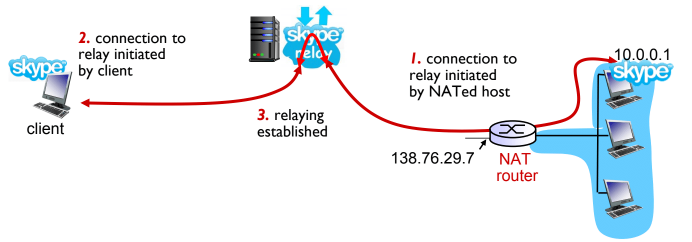 2. connection to
relay initiated
by client
skype
client
skype
relay
3. relaying
established
1. connection to
relay initiated
by NATed host
10.0.0.1
skype
138.76.29.7
NAT
router